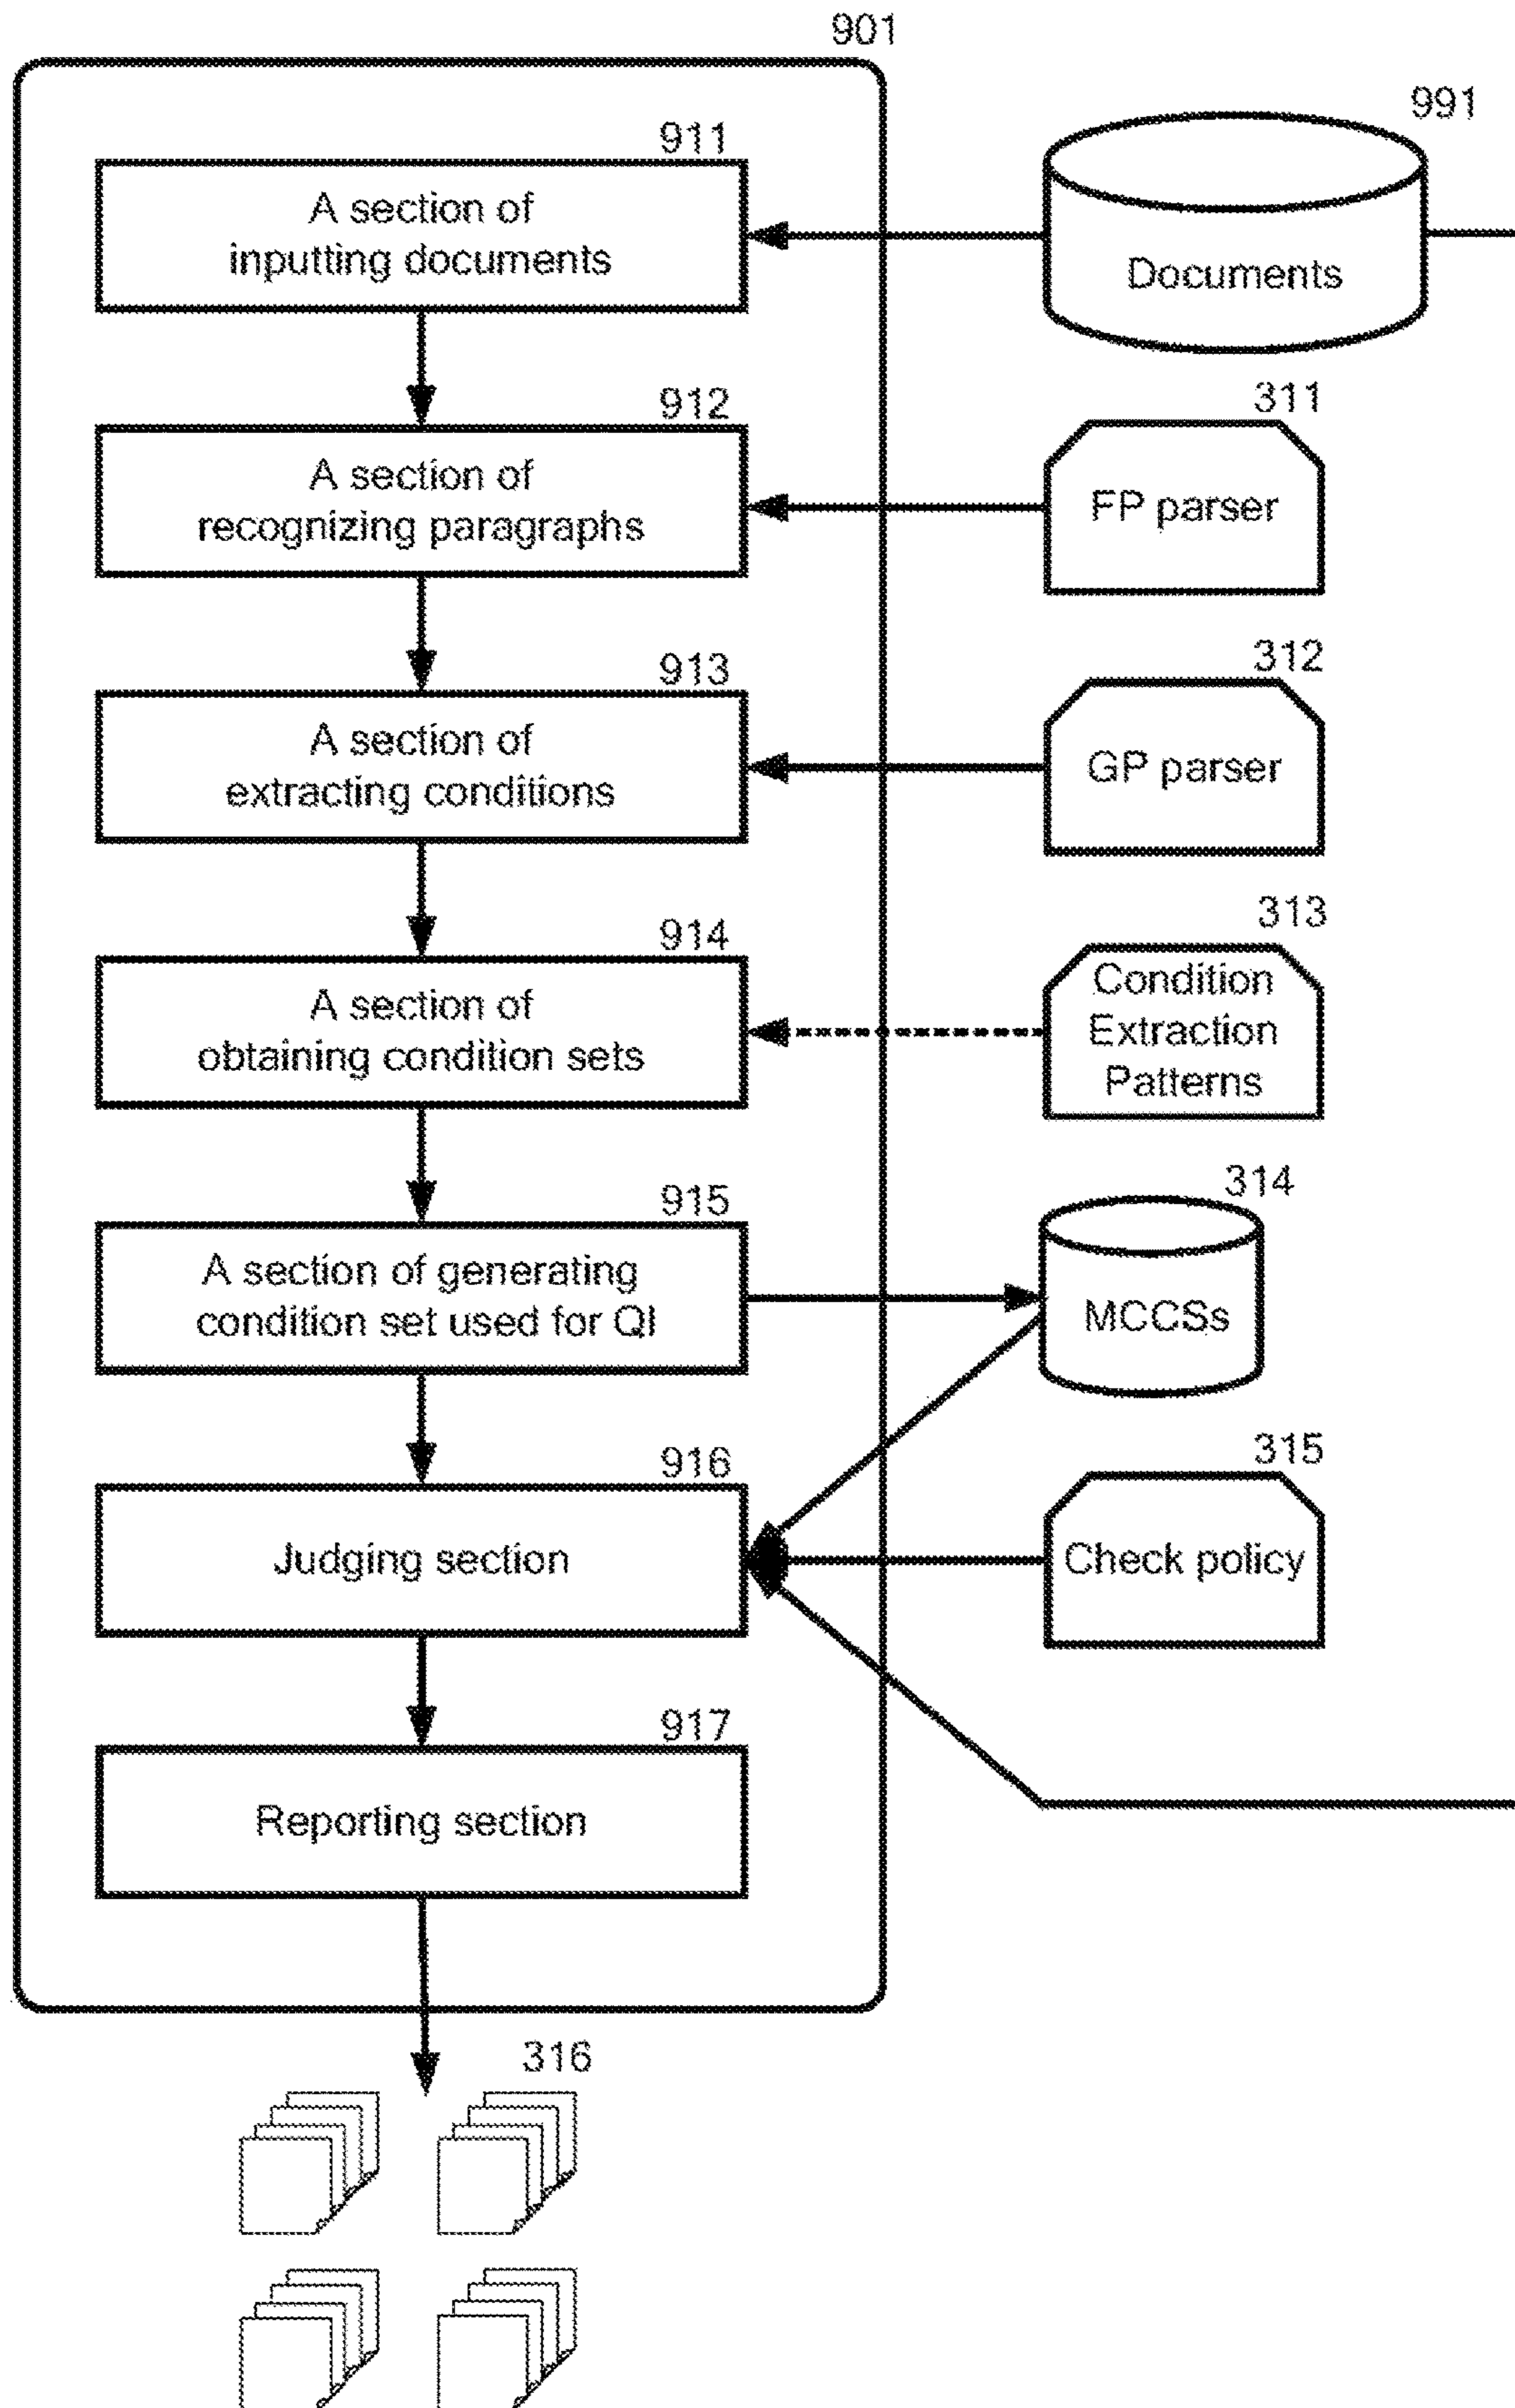 901
991
911
A section of
inputting documents
Documents
912
A section of
recognizing paragraphs
311
FP parser
913
A section of
extracting conditions
312
GP parser
914
A section of
obtaining condition sets
313
Condition
Extraction
Patterns
915
A section of generating
condition set used for QI
314
MCCSs
916
Judging section
315
Check policy
917
Reporting section
316